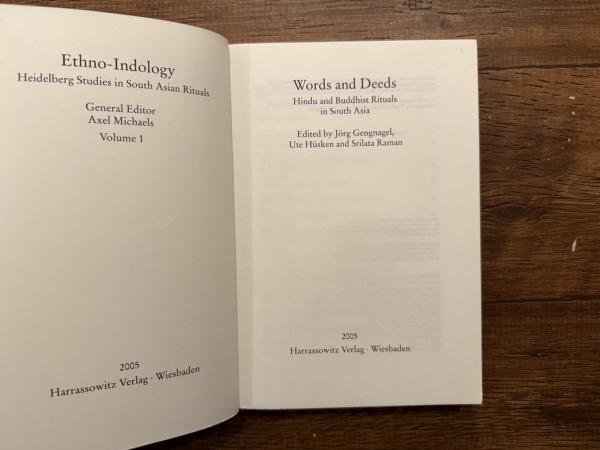 Ethno-Indology
Heidelberg Studies in South Asian Rituals
General Editor
Axel Michaels
Volume 1
2005
Harrassowitz Verlag · Wiesbaden
Words and Deeds
Hindu and Buddhist Rituals
in South Asia
Edited by Jörg Gengnagel,
Ute Hüsken and Srilata Raman
2005
Harrassowitz Verlag · Wiesbaden